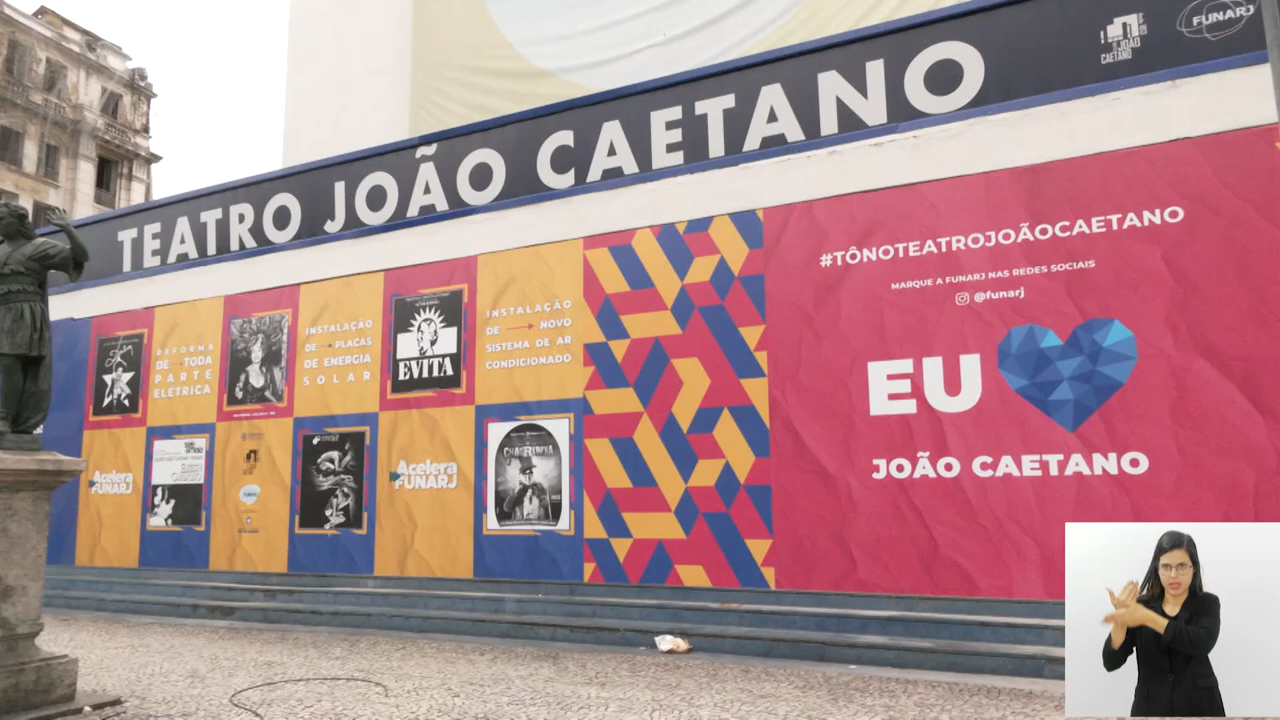 TEATRO JOÃO CAETANO
JOÃO
CAETANO
FUNARJ
#TÔNOTEATROJOÃOCAETANO
MARQUE A FUNARJ NAS REDES SOCIAIS
@funarj
EU
JOÃO CAETANO
REFORMA
DE TODA
PARTE
ELÉTRICA
INSTALAÇÃO
DE PLACAS
DE ENERGIA
SOLAR
EVITA
INSTALAÇÃO
DE NOVO
SISTEMA DE AR
CONDICIONADO
Acelera
FUNARJ
Acelera
FUNARJ